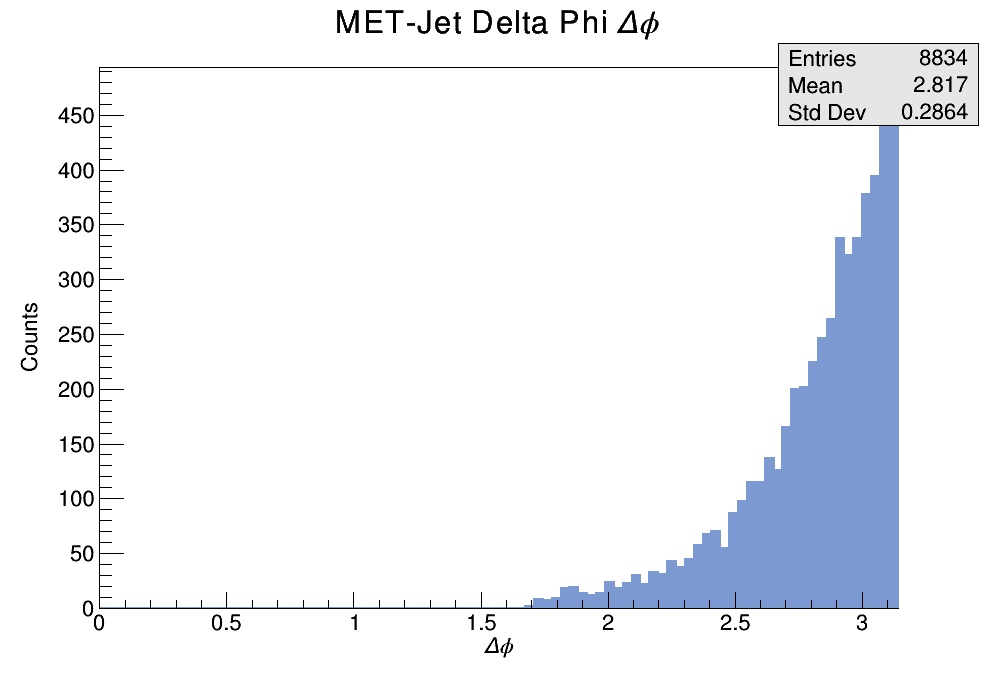 MET-Jet Delta Phi Δϕ
Entries 8834
Mean 2.817
Std Dev 0.2864
450
400
350
300
250
200
150
100
50
0
Counts
0 0.5 1 1.5 2 2.5 3
Δϕ